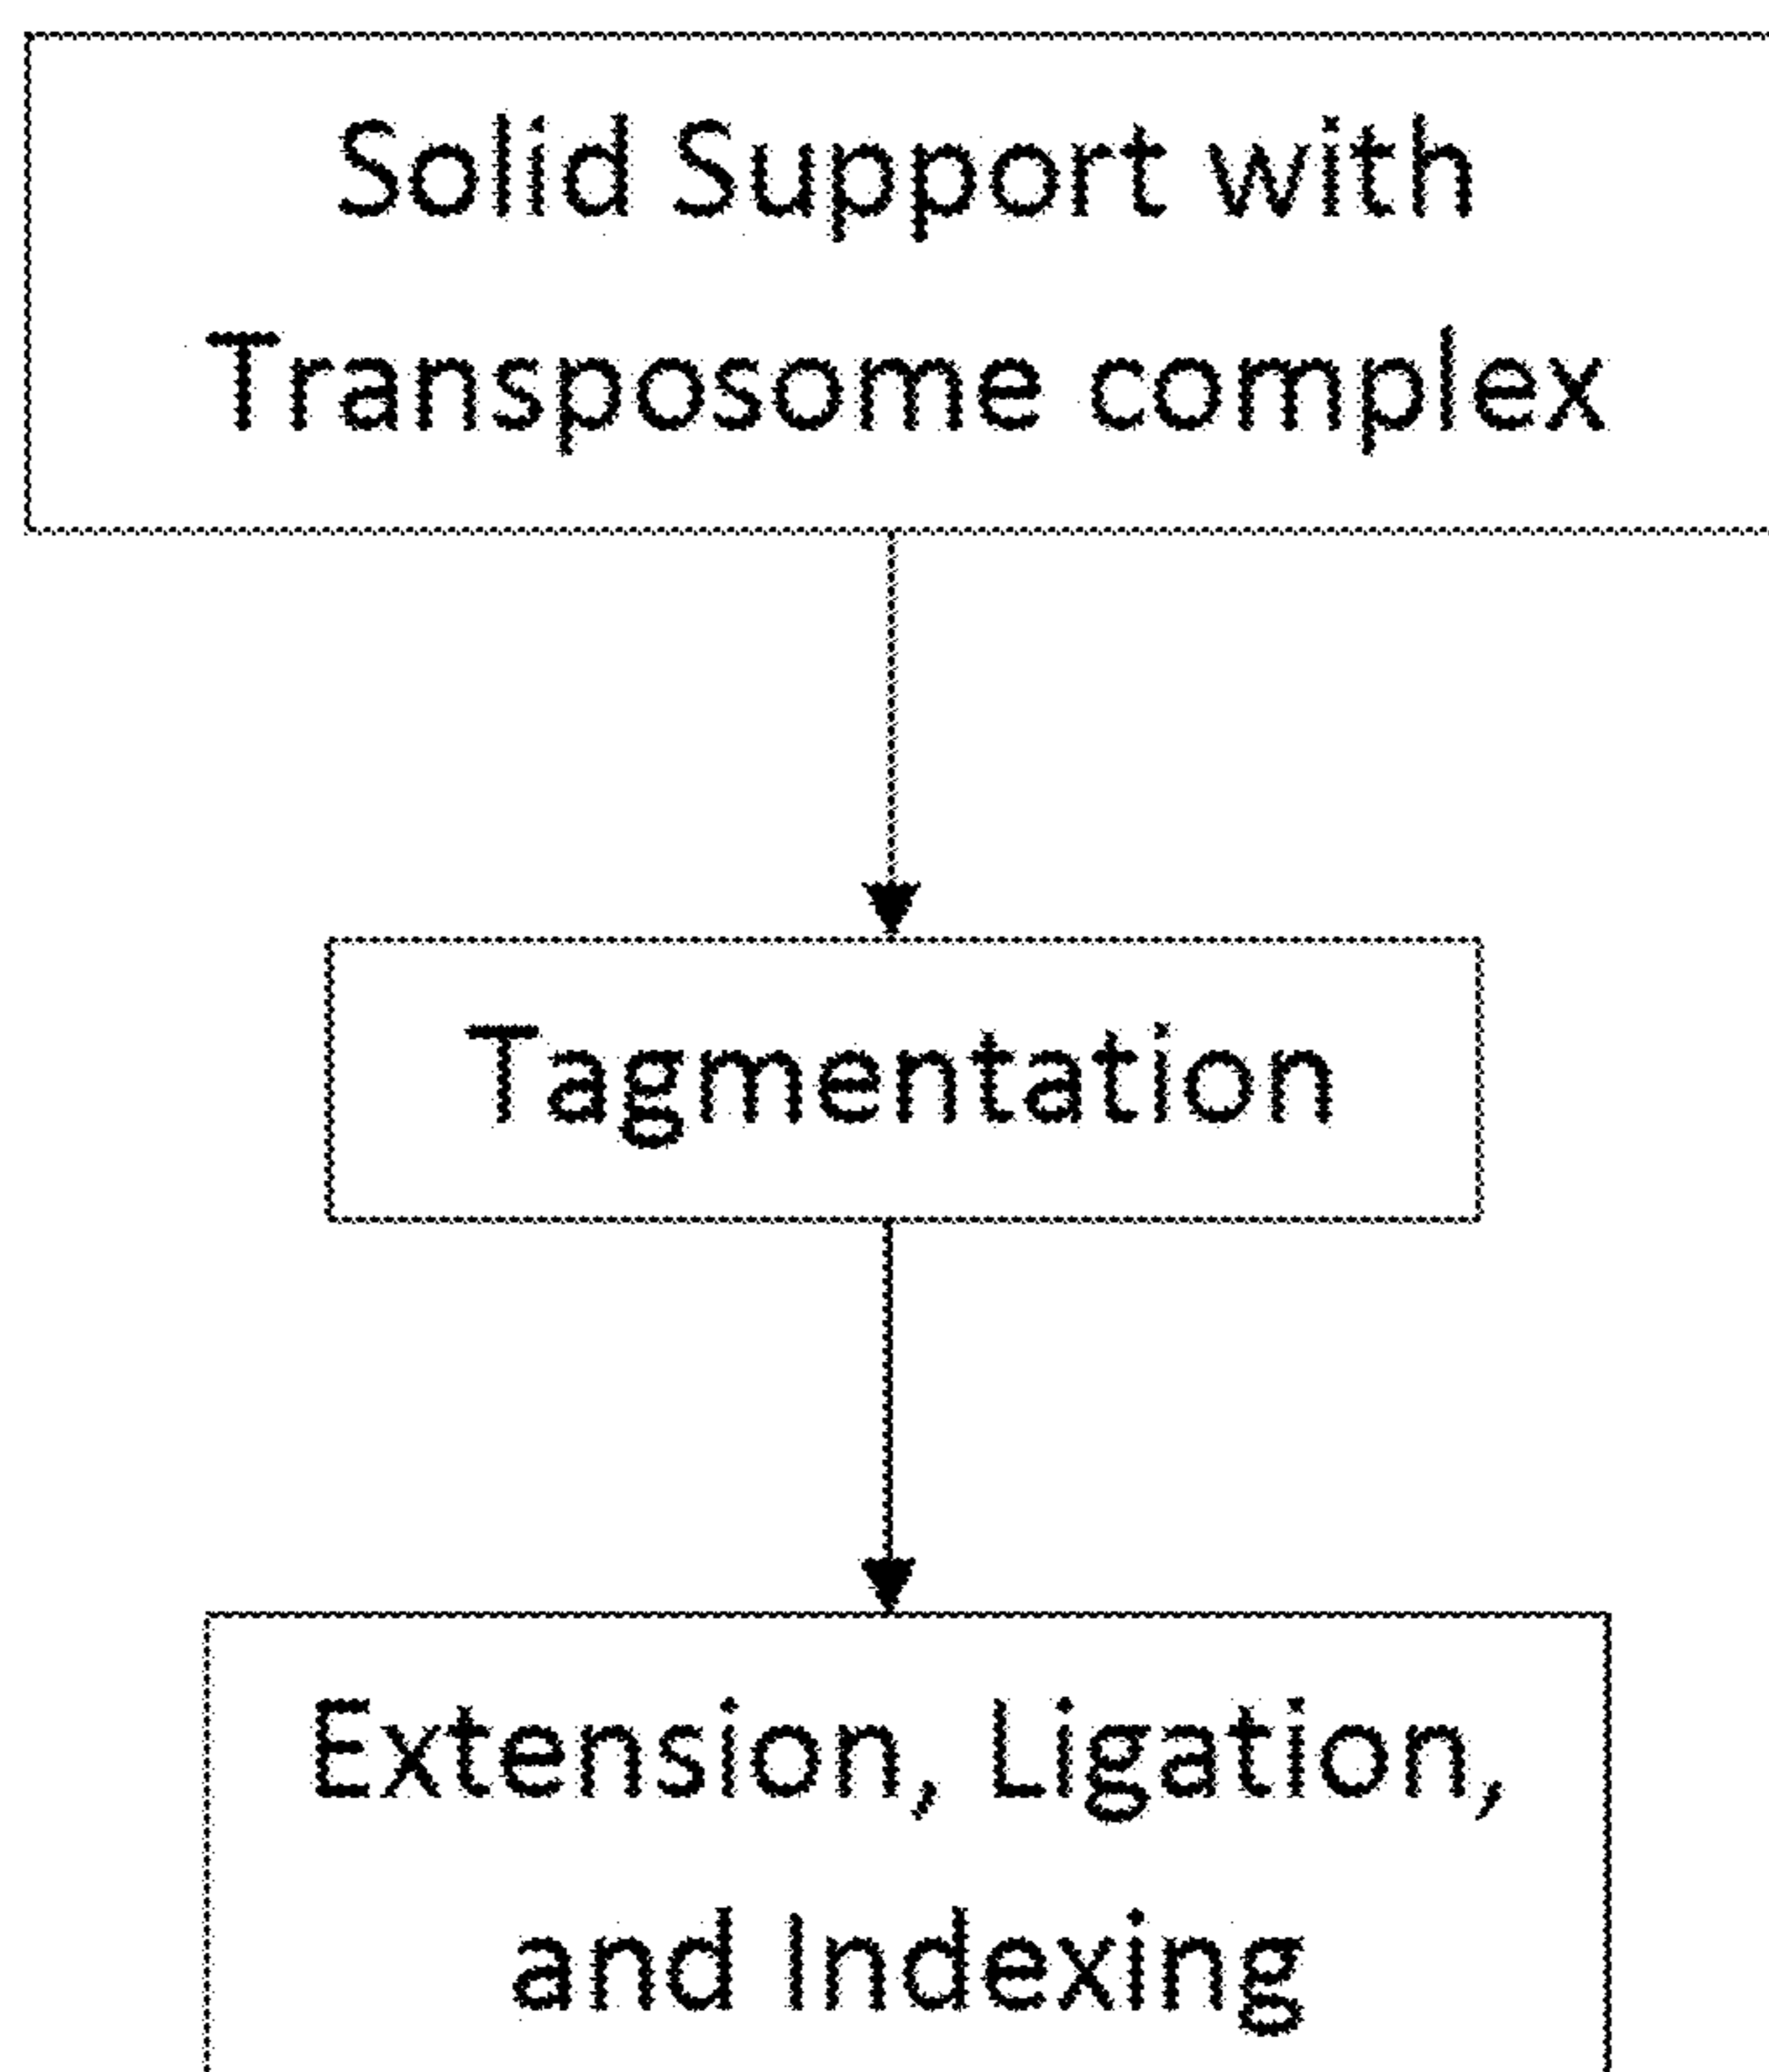 Solid Support with
Transposome complex
Tagmentation
Extension, Ligation,
and Indexing